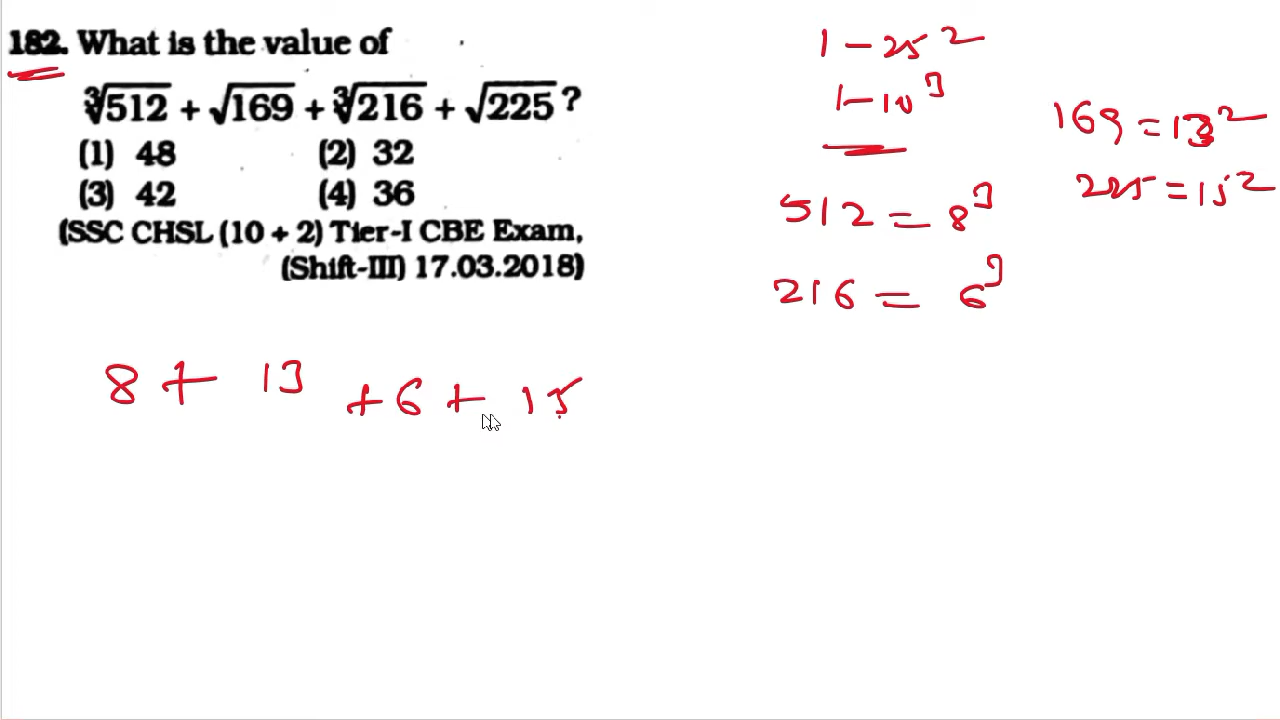 182. What is the value of
∛512 + √169 + ∛216 + √225 ?
(1) 48 (2) 32
(3) 42 (4) 36
(SSC CHSL (10 + 2) Tier-I CBE Exam,
(Shift-III) 17.03.2018)
1 – 25²
1 – 10³
169 = 13²
225 = 15²
512 = 8³
216 = 6³
8 + 13 + 6 + 15